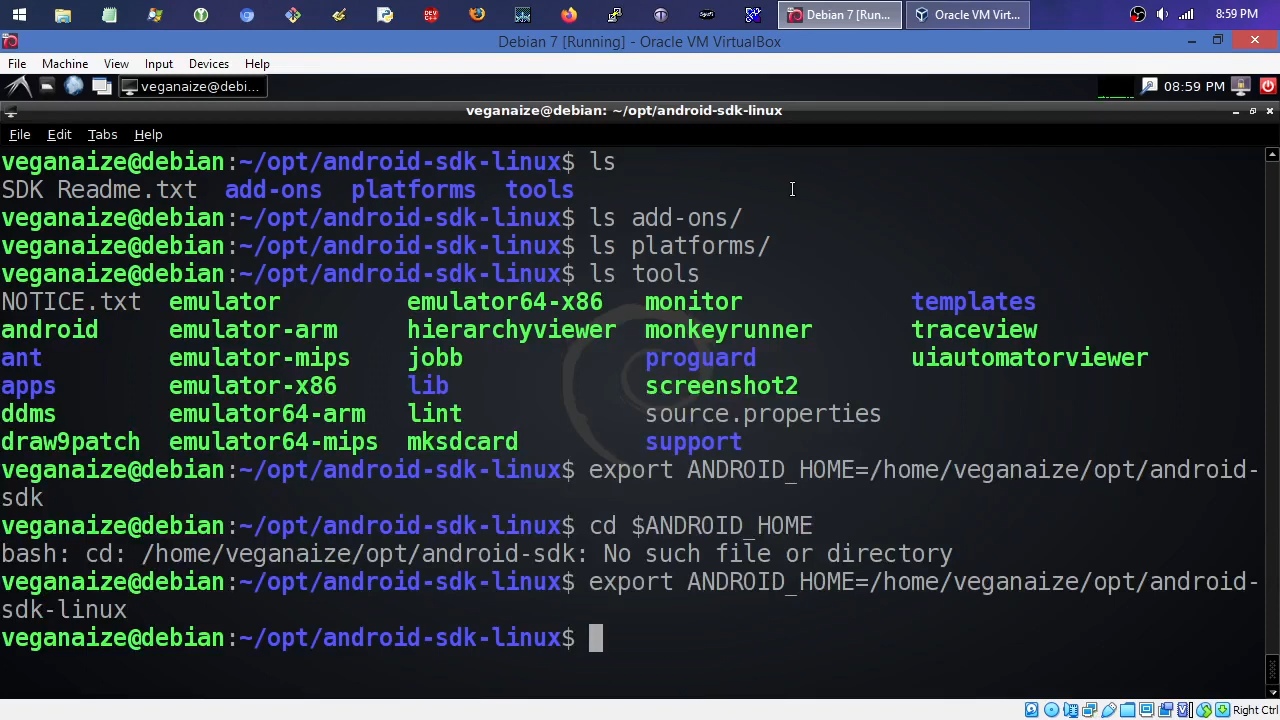 Debian 7 [Run... Oracle VM Virt... 8:59 PM
Debian 7 [Running] - Oracle VM VirtualBox
File Machine View Input Devices Help
veganaize@debi... 08:59 PM
veganaize@debian: ~/opt/android-sdk-linux
File Edit Tabs Help
veganaize@debian:~/opt/android-sdk-linux$ ls
SDK Readme.txt add-ons platforms tools
veganaize@debian:~/opt/android-sdk-linux$ ls add-ons/
veganaize@debian:~/opt/android-sdk-linux$ ls platforms/
veganaize@debian:~/opt/android-sdk-linux$ ls tools
NOTICE.txt emulator emulator64-x86 monitor templates
android emulator-arm hierarchyviewer monkeyrunner traceview
ant emulator-mips jobb proguard uiautomatorviewer
apps emulator-x86 lib screenshot2
ddms emulator64-arm lint source.properties
draw9patch emulator64-mips mksdcard support
veganaize@debian:~/opt/android-sdk-linux$ export ANDROID_HOME=/home/veganaize/opt/android-
sdk
veganaize@debian:~/opt/android-sdk-linux$ cd $ANDROID_HOME
bash: cd: /home/veganaize/opt/android-sdk: No such file or directory
veganaize@debian:~/opt/android-sdk-linux$ export ANDROID_HOME=/home/veganaize/opt/android-
sdk-linux
veganaize@debian:~/opt/android-sdk-linux$
Right Ctrl